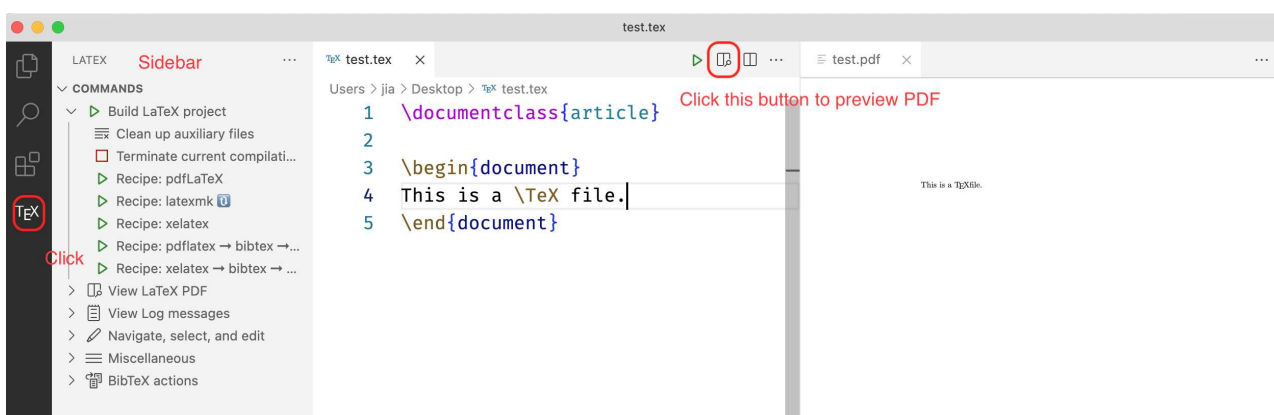 test.tex
LATEX
Sidebar
...
COMMANDS
Build LaTeX project
Clean up auxiliary files
Terminate current compilati...
Recipe: pdfLaTeX
Recipe: latexmk
Recipe: xelatex
Recipe: pdflatex → bibtex →...
Recipe: xelatex → bibtex → ...
View LaTeX PDF
View Log messages
Navigate, select, and edit
Miscellaneous
BibTeX actions
TEX
Click
TEX test.tex
...
Users > jia > Desktop > TEX test.tex
Click this button to preview PDF
1 \documentclass{article}
2
3 \begin{document}
4 This is a \TeX file.
5 \end{document}
test.pdf
...
This is a TEXfile.